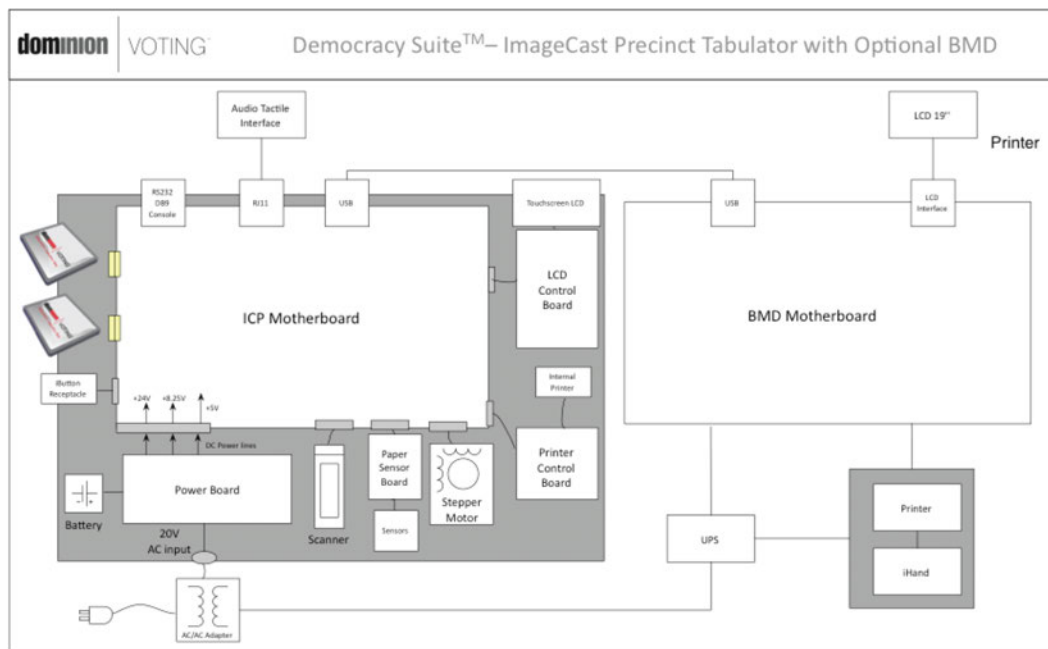 dominion VOTING
Democracy Suite™– ImageCast Precinct Tabulator with Optional BMD
Audio Tactile
Interface
LCD 19"
Printer
RS232
DB9
Console
RJ11
USB
Touchscreen LCD
USB
LCD
Interface
LCD
Control
Board
ICP Motherboard
BMD Motherboard
iButton
Receptacle
+24V
+8.25V
+5V
Internal
Printer
DC Power lines
Power Board
Paper
Sensor
Board
Printer
Control
Board
Battery
Stepper
Motor
Printer
20V
AC input
Scanner
Sensors
UPS
iHand
AC/AC Adapter